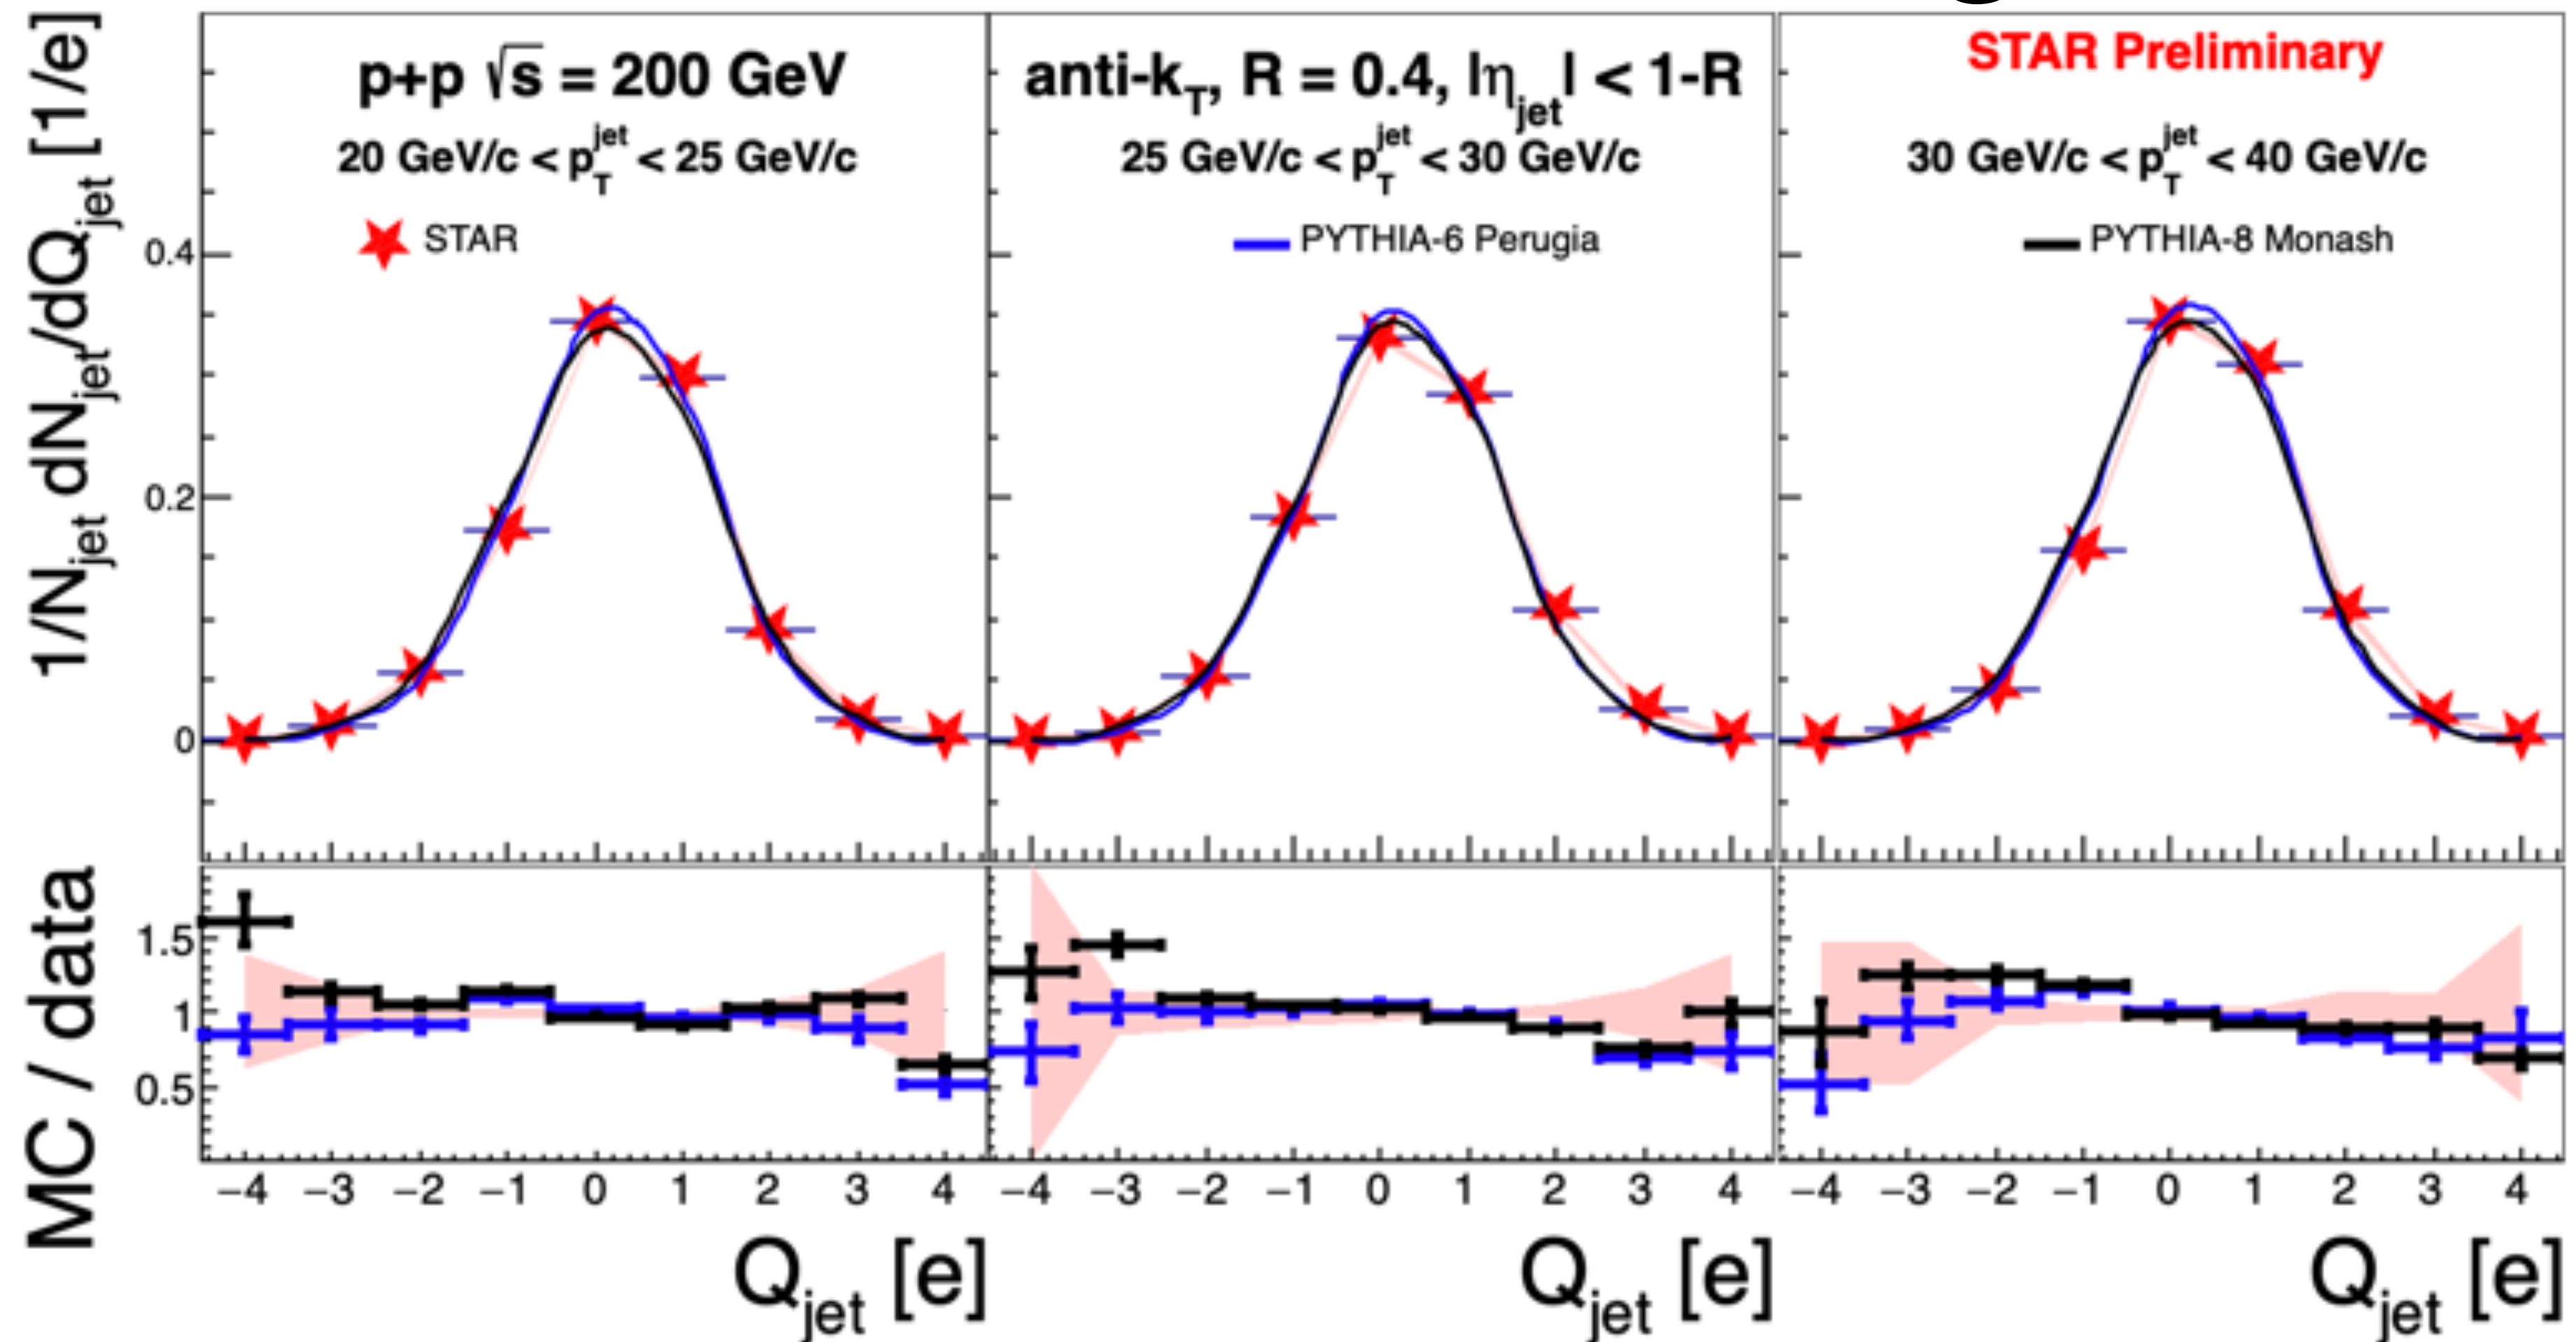 1/N_jet dN_jet/dQ_jet [1/e]
p+p √s = 200 GeV
20 GeV/c < p_T^jet < 25 GeV/c
STAR
anti-k_T, R = 0.4, |η_jet| < 1-R
25 GeV/c < p_T^jet < 30 GeV/c
PYTHIA-6 Perugia
STAR Preliminary
30 GeV/c < p_T^jet < 40 GeV/c
PYTHIA-8 Monash
0.4
0.2
0
MC / data
1.5
1
0.5
−4 −3 −2 −1 0 1 2 3 4
−4 −3 −2 −1 0 1 2 3 4
−4 −3 −2 −1 0 1 2 3 4
Q_jet [e]
Q_jet [e]
Q_jet [e]